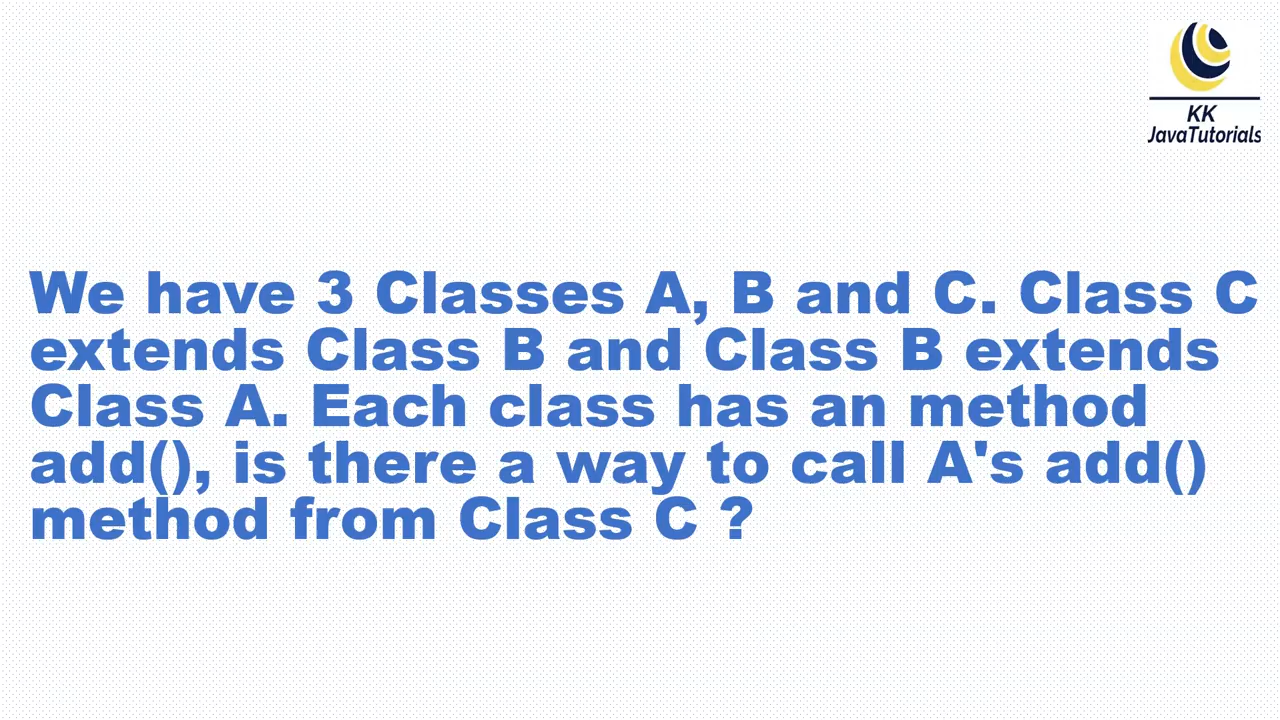 KK
JavaTutorials
We have 3 Classes A, B and C. Class C
extends Class B and Class B extends
Class A. Each class has an method
add(), is there a way to call A's add()
method from Class C ?